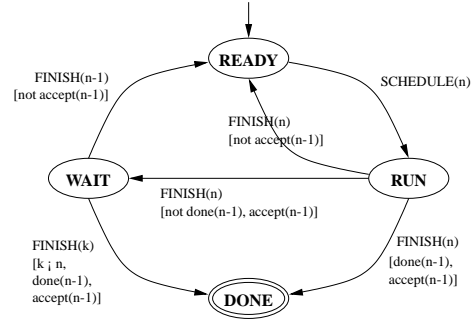 READY
FINISH(n-1)
[not accept(n-1)]
SCHEDULE(n)
FINISH(n)
[not accept(n-1)]
WAIT
RUN
FINISH(n)
[not done(n-1), accept(n-1)]
FINISH(k)
[k ¡ n,
done(n-1),
accept(n-1)]
FINISH(n)
[done(n-1),
accept(n-1)]
DONE